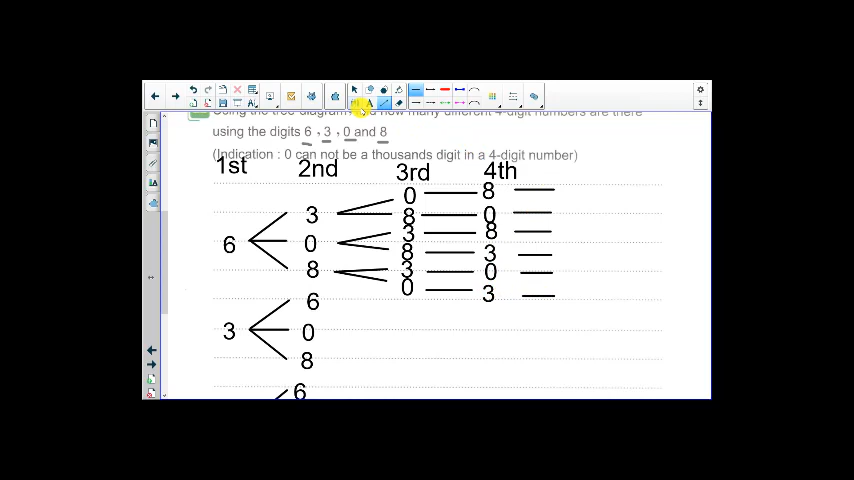 Using the tree diagram, find how many different 4-digit numbers are there
using the digits 6 , 3 , 0 and 8
(Indication : 0 can not be a thousands digit in a 4-digit number)
1st 2nd 3rd 4th
0 8
3 8 0
6 0 3 8
8 3
8 3 0
0 3
6
3 0
8
6